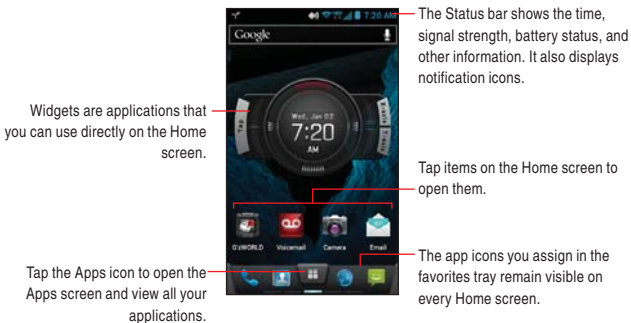 The Status bar shows the time,
signal strength, battery status, and
other information. It also displays
notification icons.
Widgets are applications that
you can use directly on the Home
screen.
Tap items on the Home screen to
open them.
Tap the Apps icon to open the
Apps screen and view all your
applications.
The app icons you assign in the
favorites tray remain visible on
every Home screen.
7:20 AM
Google
Tap
Wed, Jan 02
7:20
AM
G'zWORLD Voicemail Camera Email